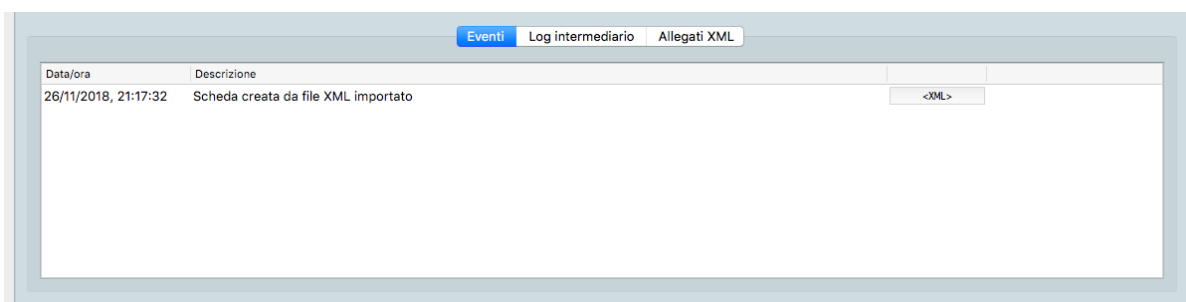 Eventi Log intermediario Allegati XML
Data/ora Descrizione
26/11/2018, 21:17:32 Scheda creata da file XML importato <XML>